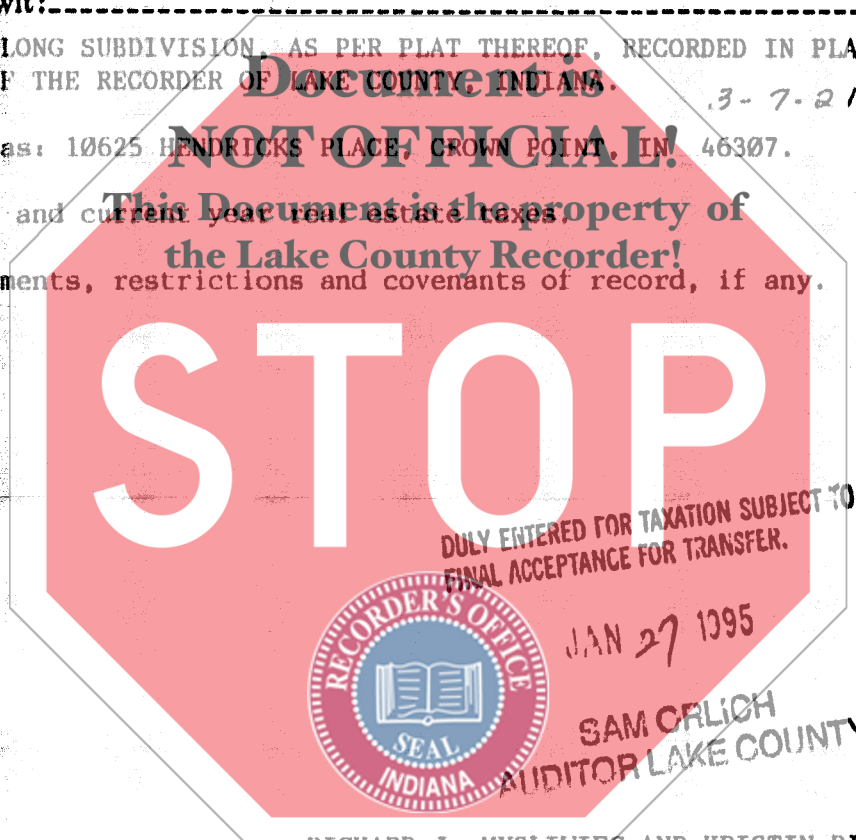 wit:
LONG SUBDIVISION, AS PER PLAT THEREOF, RECORDED IN PLA
F THE RECORDER OF LAKE COUNTY, INDIANA.
Document is
3-7-21
NOT OFFICIAL!
as: 10625 HENDRICKS PLACE, CROWN POINT, IN 46307.
This Document is the property of
and current year real estate taxes.
the Lake County Recorder!
ments, restrictions and covenants of record, if any.
STOP
DULY ENTERED FOR TAXATION SUBJECT TO
FINAL ACCEPTANCE FOR TRANSFER.
JAN 27 1995
RECORDER'S OFFICE
SEAL
INDIANA
SAM ORLICH
AUDITOR LAKE COUNTY